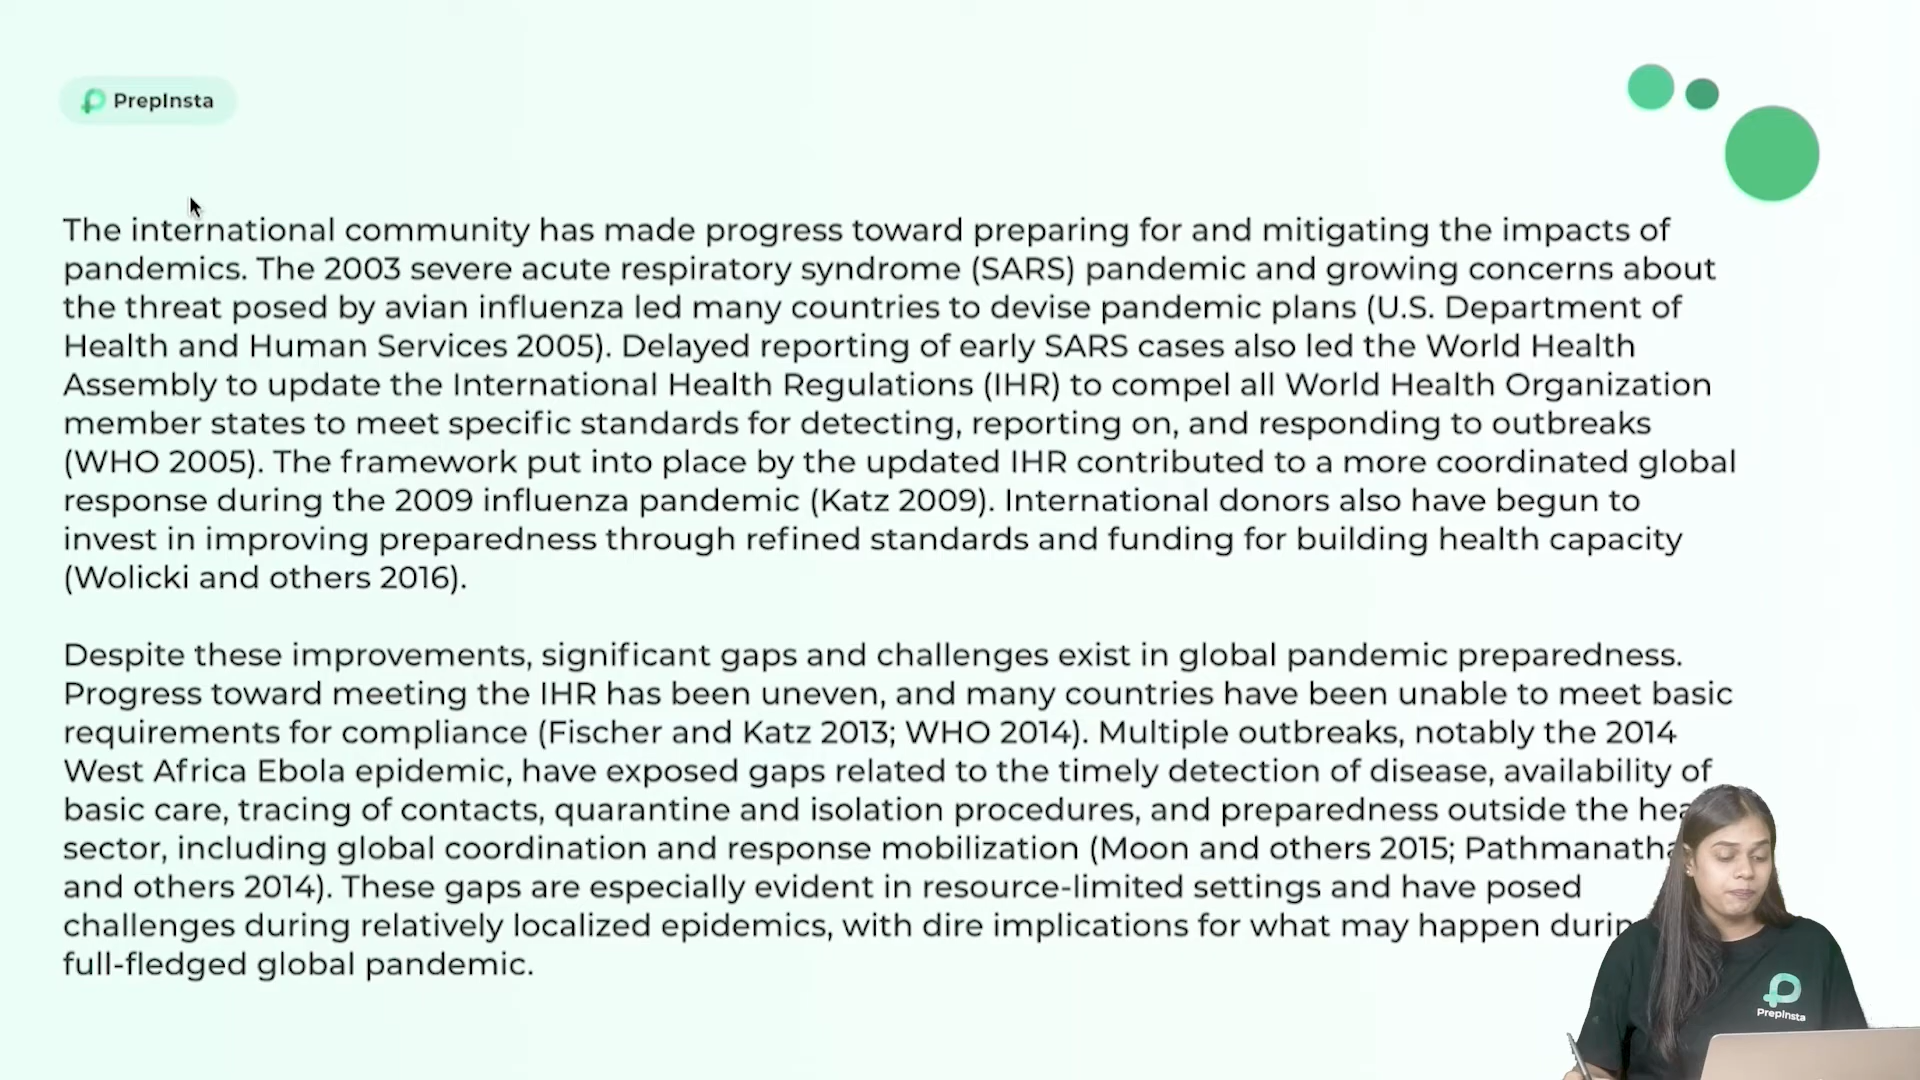 PrepInsta
The international community has made progress toward preparing for and mitigating the impacts of
pandemics. The 2003 severe acute respiratory syndrome (SARS) pandemic and growing concerns about
the threat posed by avian influenza led many countries to devise pandemic plans (U.S. Department of
Health and Human Services 2005). Delayed reporting of early SARS cases also led the World Health
Assembly to update the International Health Regulations (IHR) to compel all World Health Organization
member states to meet specific standards for detecting, reporting on, and responding to outbreaks
(WHO 2005). The framework put into place by the updated IHR contributed to a more coordinated global
response during the 2009 influenza pandemic (Katz 2009). International donors also have begun to
invest in improving preparedness through refined standards and funding for building health capacity
(Wolicki and others 2016).
Despite these improvements, significant gaps and challenges exist in global pandemic preparedness.
Progress toward meeting the IHR has been uneven, and many countries have been unable to meet basic
requirements for compliance (Fischer and Katz 2013; WHO 2014). Multiple outbreaks, notably the 2014
West Africa Ebola epidemic, have exposed gaps related to the timely detection of disease, availability of
basic care, tracing of contacts, quarantine and isolation procedures, and preparedness outside the
sector, including global coordination and response mobilization (Moon and others 2015;
and others 2014). These gaps are especially evident in resource-limited settings and have posed
challenges during relatively localized epidemics, with dire implications for what may happen
full-fledged global pandemic.
PrepInsta